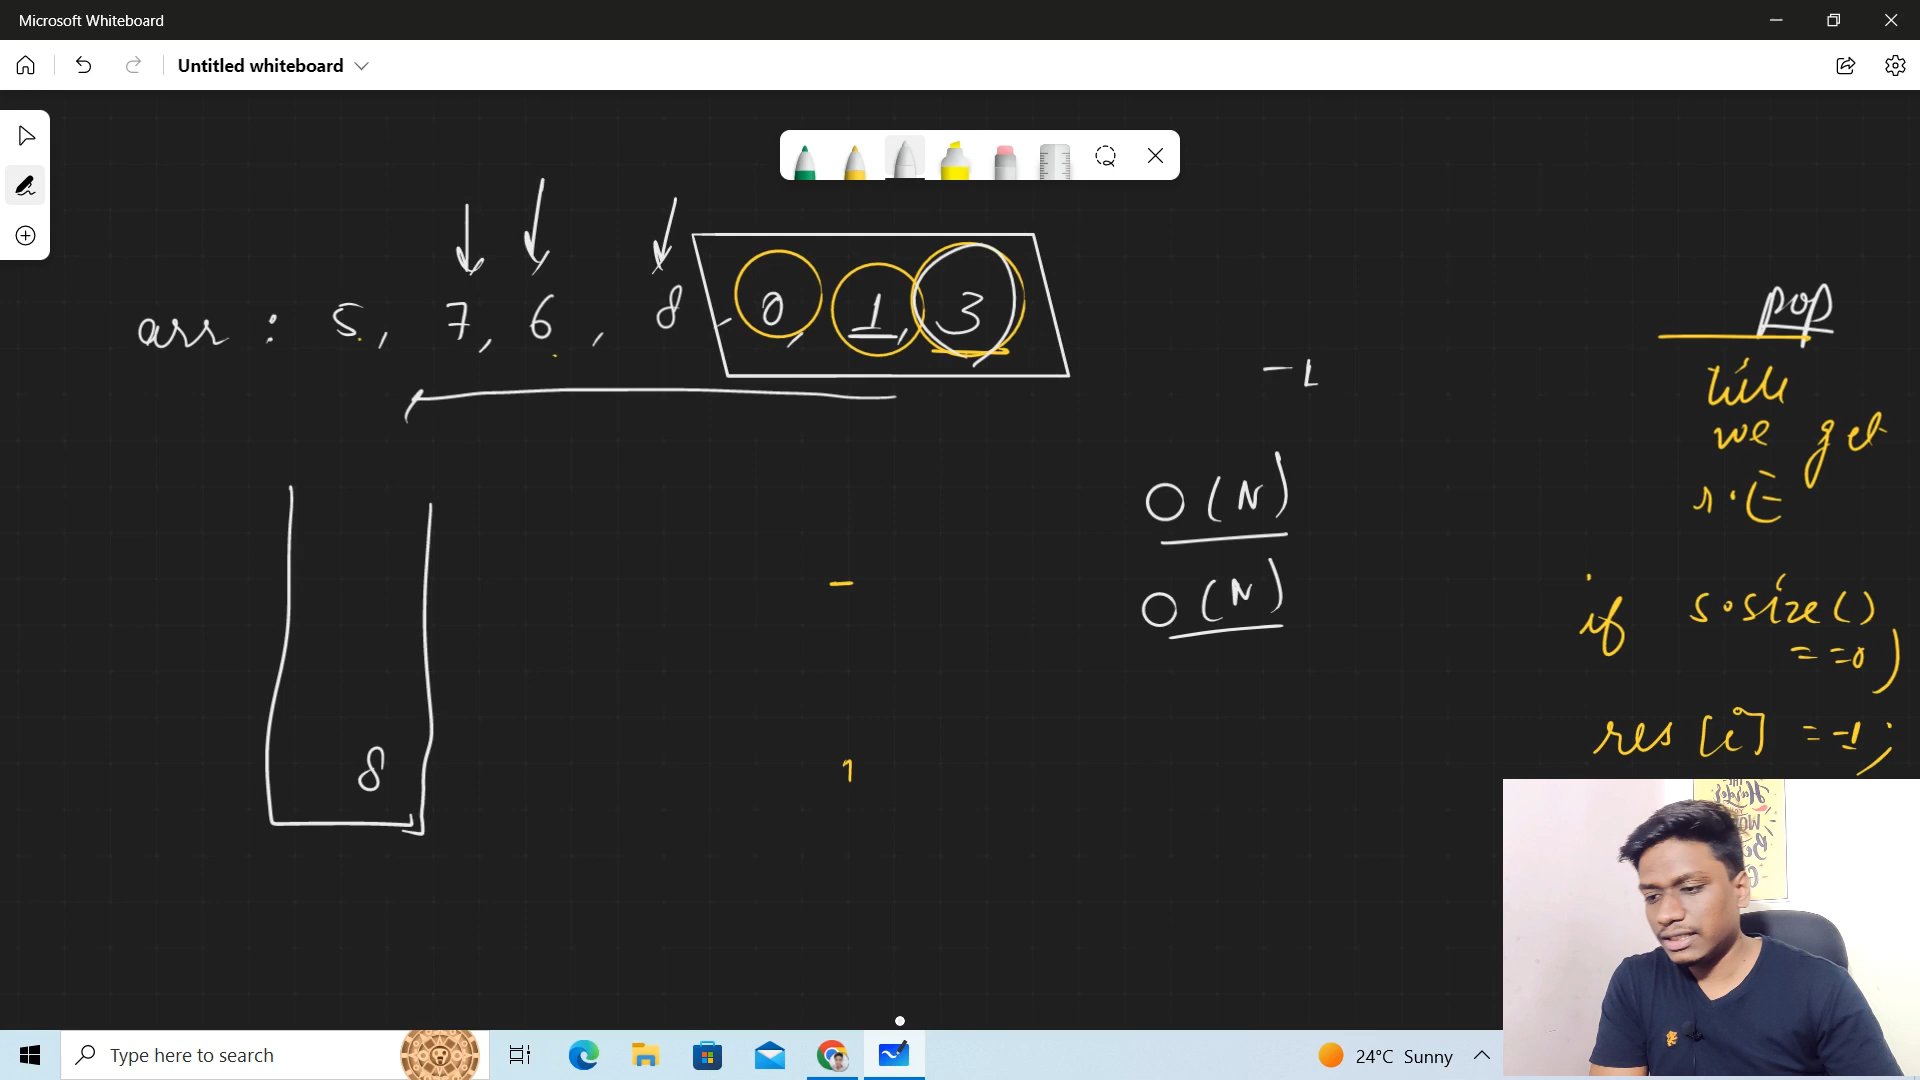 Microsoft Whiteboard
Untitled whiteboard
arr : 5, 7, 6, 8, 0, 1, 3
-1
O(N)
O(N)
8
-
1
pop
till
we get
if s.size()
==0)
res[i] = -1;
Type here to search
24°C Sunny